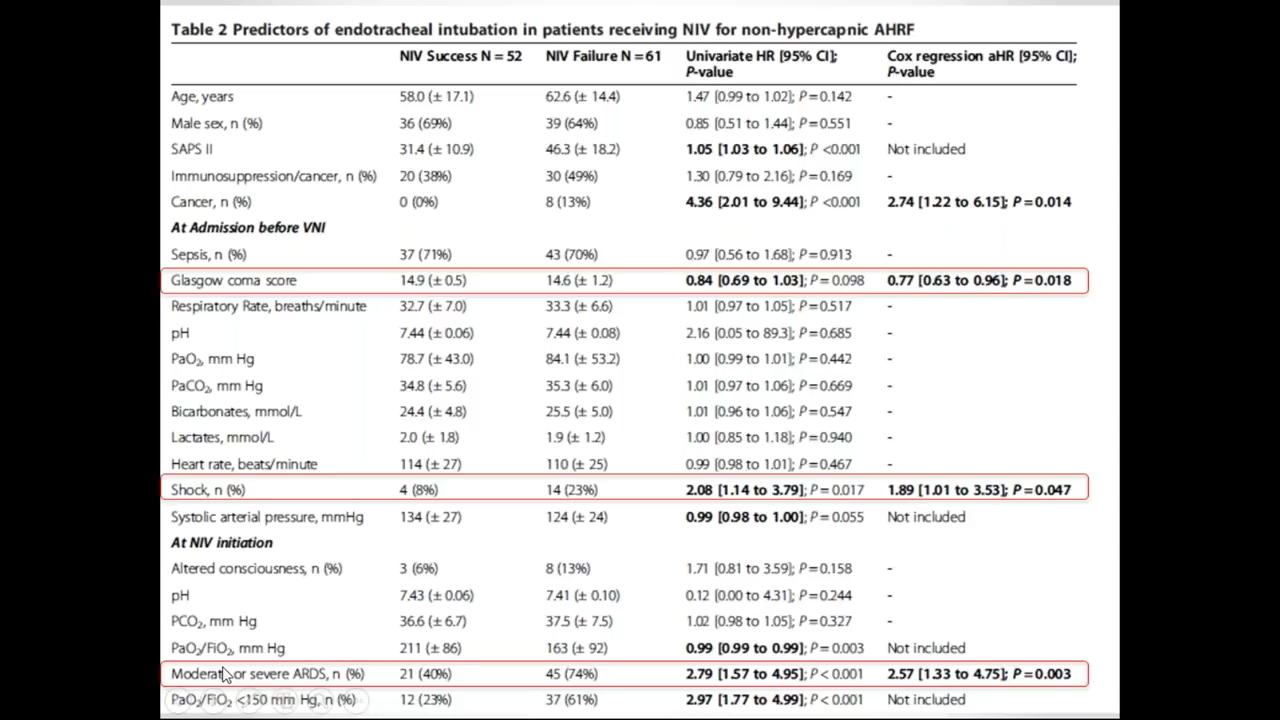 Table 2 Predictors of endotracheal intubation in patients receiving NIV for non-hypercapnic AHRF
NIV Success N = 52 NIV Failure N = 61 Univariate HR [95% CI]; Cox regression aHR [95% CI];
P-value P-value
Age, years 58.0 (± 17.1) 62.6 (± 14.4) 1.47 [0.99 to 1.02]; P = 0.142 -
Male sex, n (%) 36 (69%) 39 (64%) 0.85 [0.51 to 1.44]; P = 0.551 -
SAPS II 31.4 (± 10.9) 46.3 (± 18.2) 1.05 [1.03 to 1.06]; P <0.001 Not included
Immunosuppression/cancer, n (%) 20 (38%) 30 (49%) 1.30 [0.79 to 2.16]; P = 0.169 -
Cancer, n (%) 0 (0%) 8 (13%) 4.36 [2.01 to 9.44]; P <0.001 2.74 [1.22 to 6.15]; P = 0.014
At Admission before VNI
Sepsis, n (%) 37 (71%) 43 (70%) 0.97 [0.56 to 1.68]; P = 0.913 -
Glasgow coma score 14.9 (± 0.5) 14.6 (± 1.2) 0.84 [0.69 to 1.03]; P = 0.098 0.77 [0.63 to 0.96]; P = 0.018
Respiratory Rate, breaths/minute 32.7 (± 7.0) 33.3 (± 6.6) 1.01 [0.97 to 1.05]; P = 0.517 -
pH 7.44 (± 0.06) 7.44 (± 0.08) 2.16 [0.05 to 89.3]; P = 0.685 -
PaO₂, mm Hg 78.7 (± 43.0) 84.1 (± 53.2) 1.00 [0.99 to 1.01]; P = 0.442 -
PaCO₂, mm Hg 34.8 (± 5.6) 35.3 (± 6.0) 1.01 [0.97 to 1.06]; P = 0.669 -
Bicarbonates, mmol/L 24.4 (± 4.8) 25.5 (± 5.0) 1.01 [0.96 to 1.06]; P = 0.547 -
Lactates, mmol/L 2.0 (± 1.8) 1.9 (± 1.2) 1.00 [0.85 to 1.18]; P = 0.940 -
Heart rate, beats/minute 114 (± 27) 110 (± 25) 0.99 [0.98 to 1.01]; P = 0.467 -
Shock, n (%) 4 (8%) 14 (23%) 2.08 [1.14 to 3.79]; P = 0.017 1.89 [1.01 to 3.53]; P = 0.047
Systolic arterial pressure, mmHg 134 (± 27) 124 (± 24) 0.99 [0.98 to 1.00]; P = 0.055 Not included
At NIV initiation
Altered consciousness, n (%) 3 (6%) 8 (13%) 1.71 [0.81 to 3.59]; P = 0.158 -
pH 7.43 (± 0.06) 7.41 (± 0.10) 0.12 [0.00 to 4.31]; P = 0.244 -
PCO₂, mm Hg 36.6 (± 6.7) 37.5 (± 7.5) 1.02 [0.98 to 1.05]; P = 0.327 -
PaO₂/FiO₂, mm Hg 211 (± 86) 163 (± 92) 0.99 [0.99 to 0.99]; P = 0.003 Not included
Moderate or severe ARDS, n (%) 21 (40%) 45 (74%) 2.79 [1.57 to 4.95]; P < 0.001 2.57 [1.33 to 4.75]; P = 0.003
PaO₂/FiO₂ <150 mm Hg, n (%) 12 (23%) 37 (61%) 2.97 [1.77 to 4.99]; P < 0.001 Not included